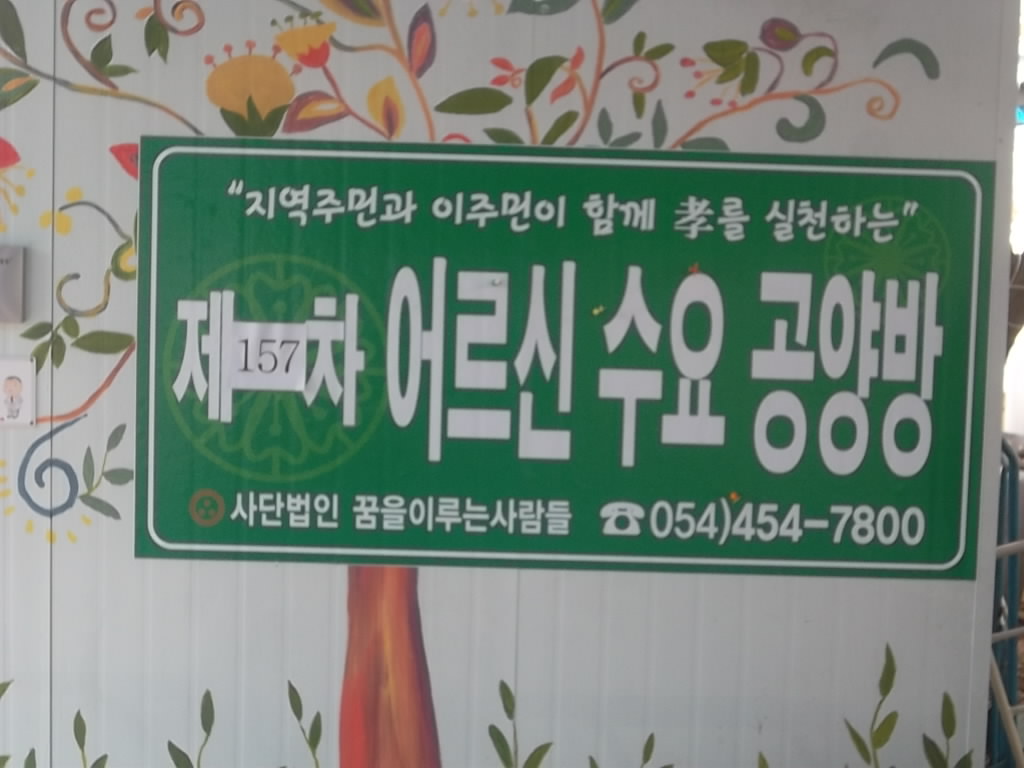 "지역주민과 이주민이 함께 孝를 실천하는"
제157차 어르신 수요 공양방
사단법인 꿈을이루는사람들 ☎054)454-7800